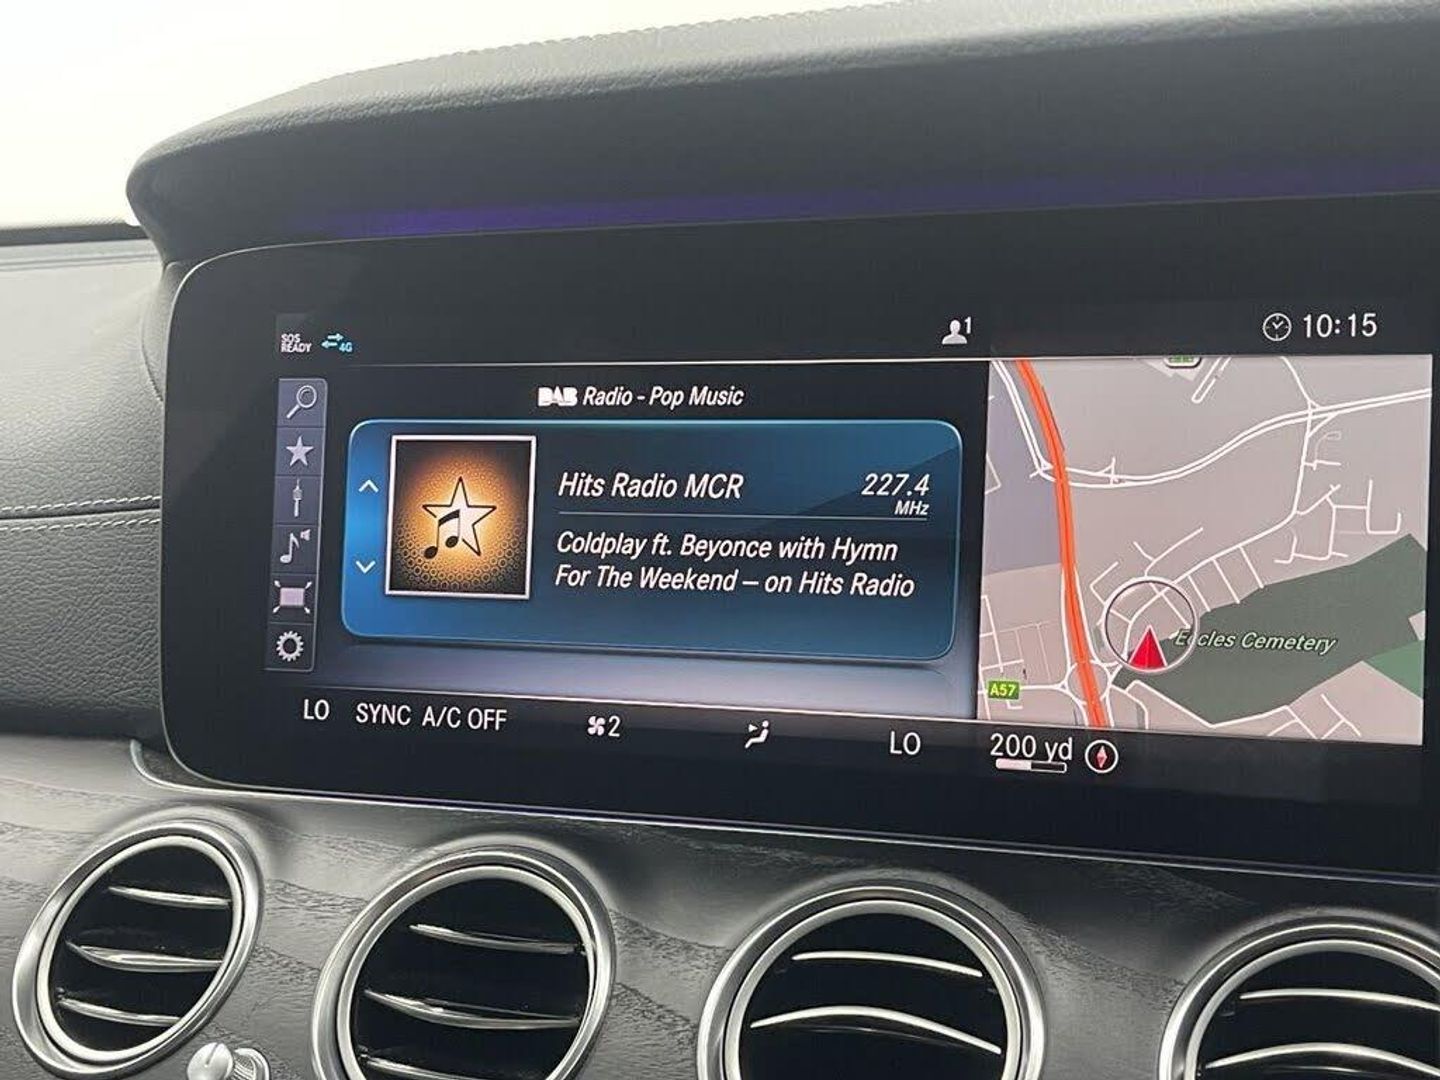 SOS
READY
4G
1
10:15
DAB Radio - Pop Music
Hits Radio MCR
227.4
MHz
Coldplay ft. Beyonce with Hymn
For The Weekend – on Hits Radio
Eccles Cemetery
A57
LO
SYNC A/C OFF
2
LO
200 yd